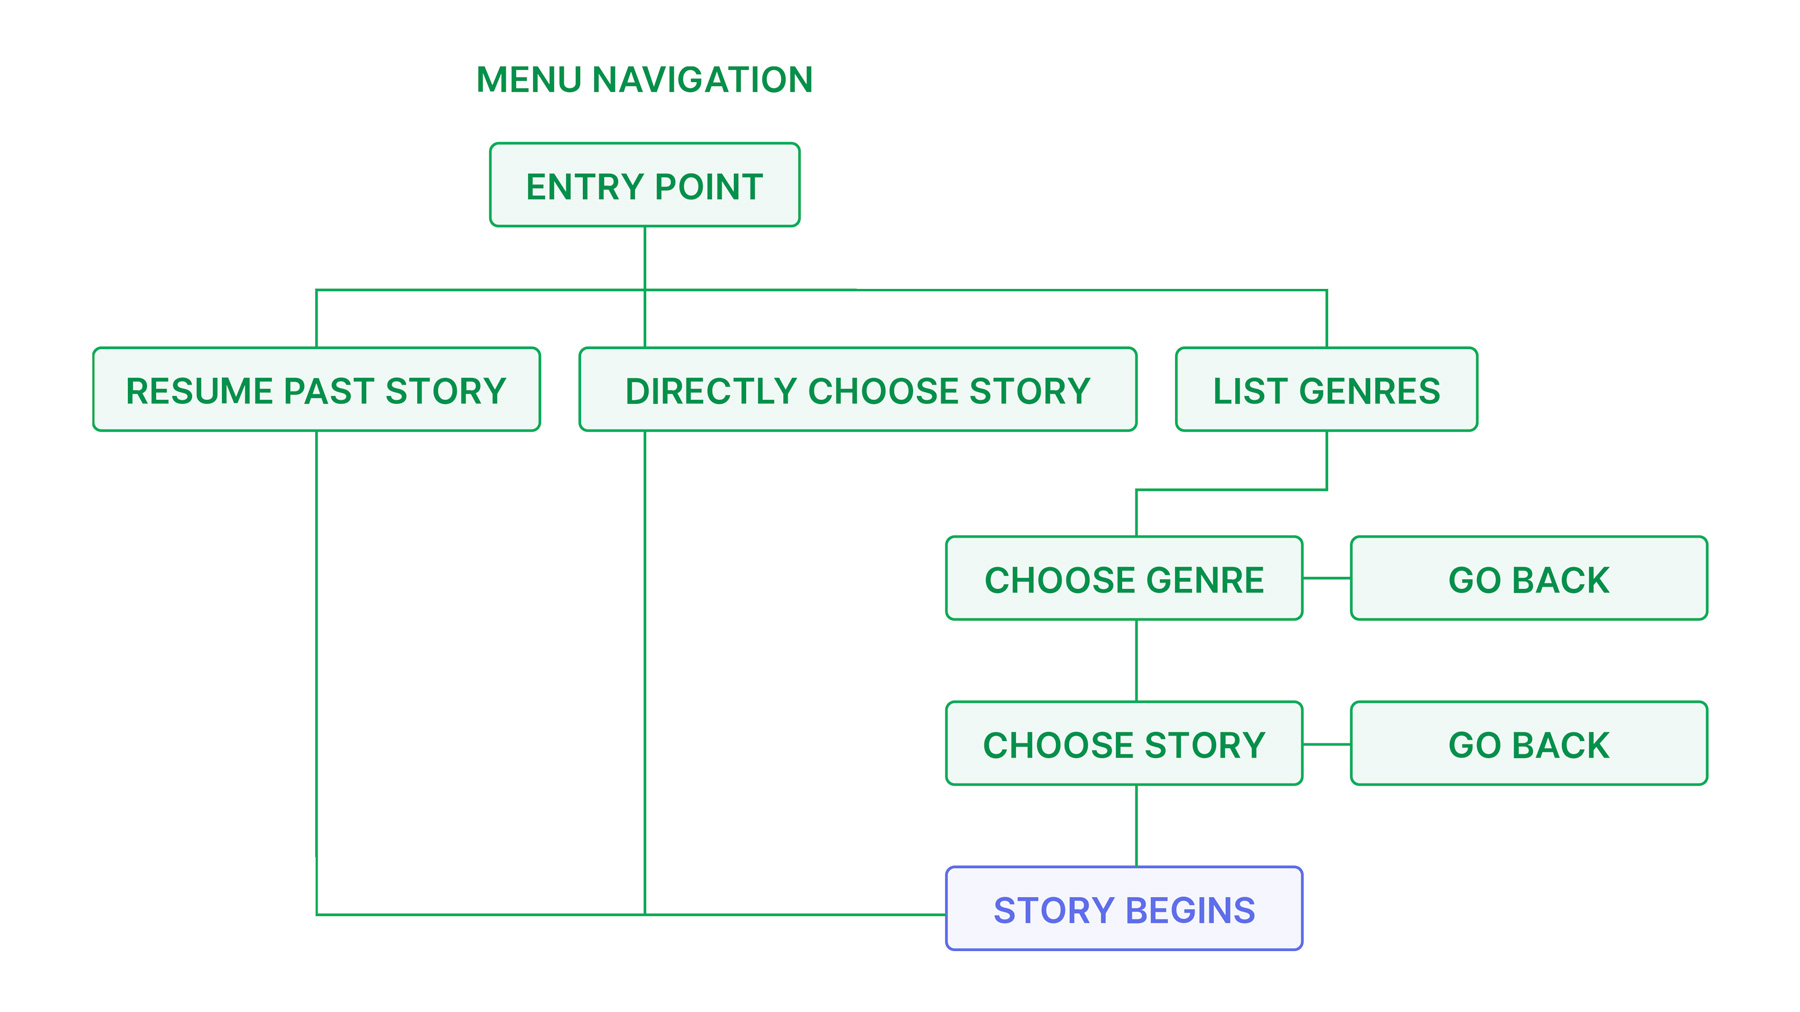 MENU NAVIGATION
ENTRY POINT
RESUME PAST STORY
DIRECTLY CHOOSE STORY
LIST GENRES
CHOOSE GENRE
GO BACK
CHOOSE STORY
GO BACK
STORY BEGINS